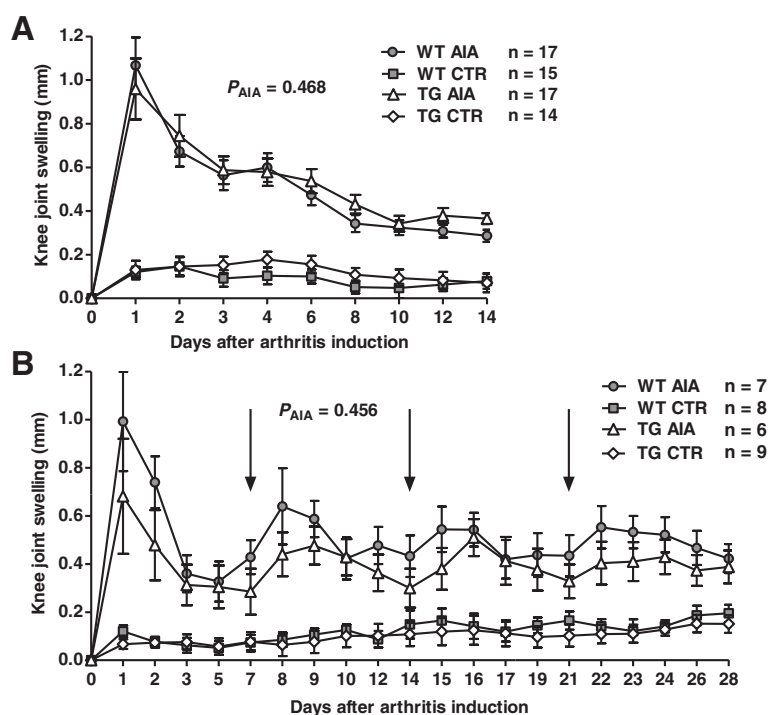 A
Knee joint swelling (mm)
1.2
1.0
0.8
0.6
0.4
0.2
0.0
P_AIA = 0.468
WT AIA n = 17
WT CTR n = 15
TG AIA n = 17
TG CTR n = 14
0 1 2 3 4 6 8 10 12 14
Days after arthritis induction
B
Knee joint swelling (mm)
1.2
1.0
0.8
0.6
0.4
0.2
0.0
PAIA = 0.456
WT AIA n = 7
WT CTR n = 8
TG AIA n = 6
TG CTR n = 9
0 1 2 3 5 7 8 9 10 12 14 15 16 17 19 21 22 23 24 26 28
Days after arthritis induction